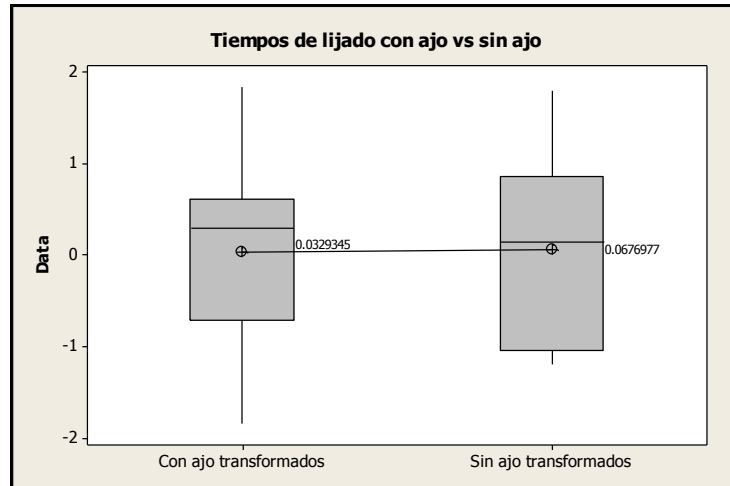 Tiempos de lijado con ajo vs sin ajo
2
1
0
-1
-2
Data
0.0329345
0.0676977
Con ajo transformados
Sin ajo transformados